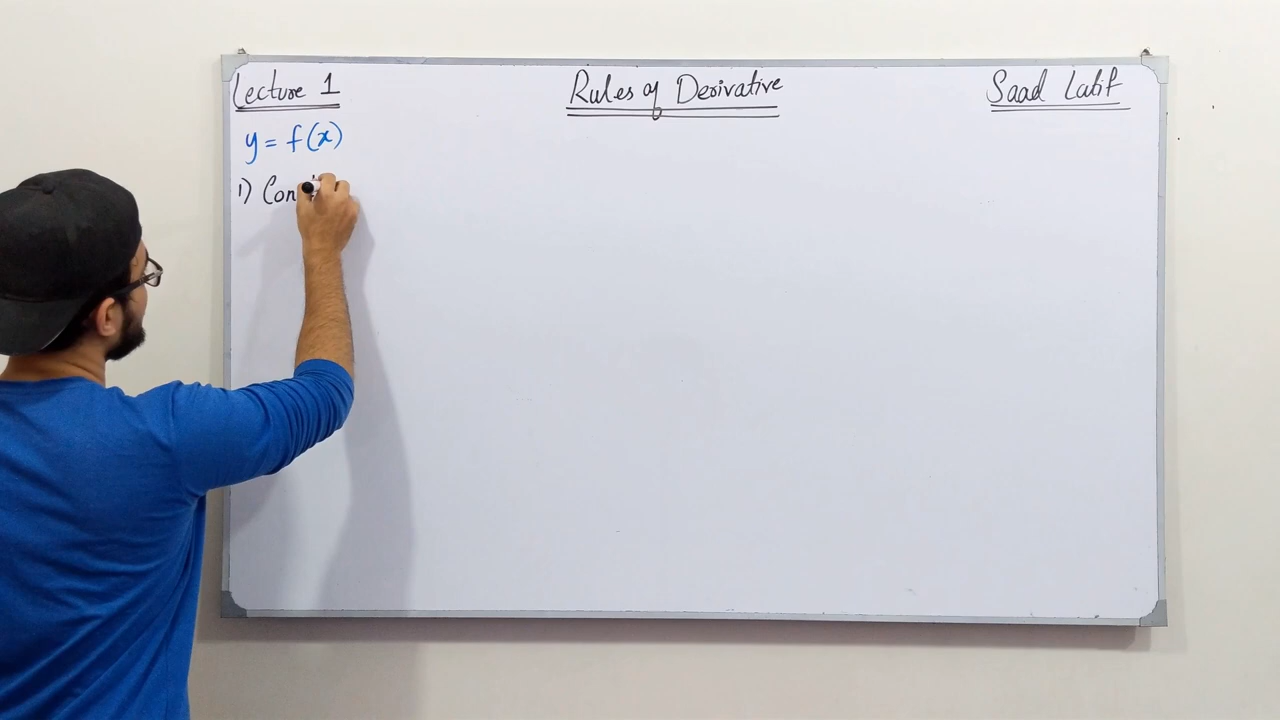 Lecture 1
Rules of Derivative
Saad Latif
y = f(x)
1) Con